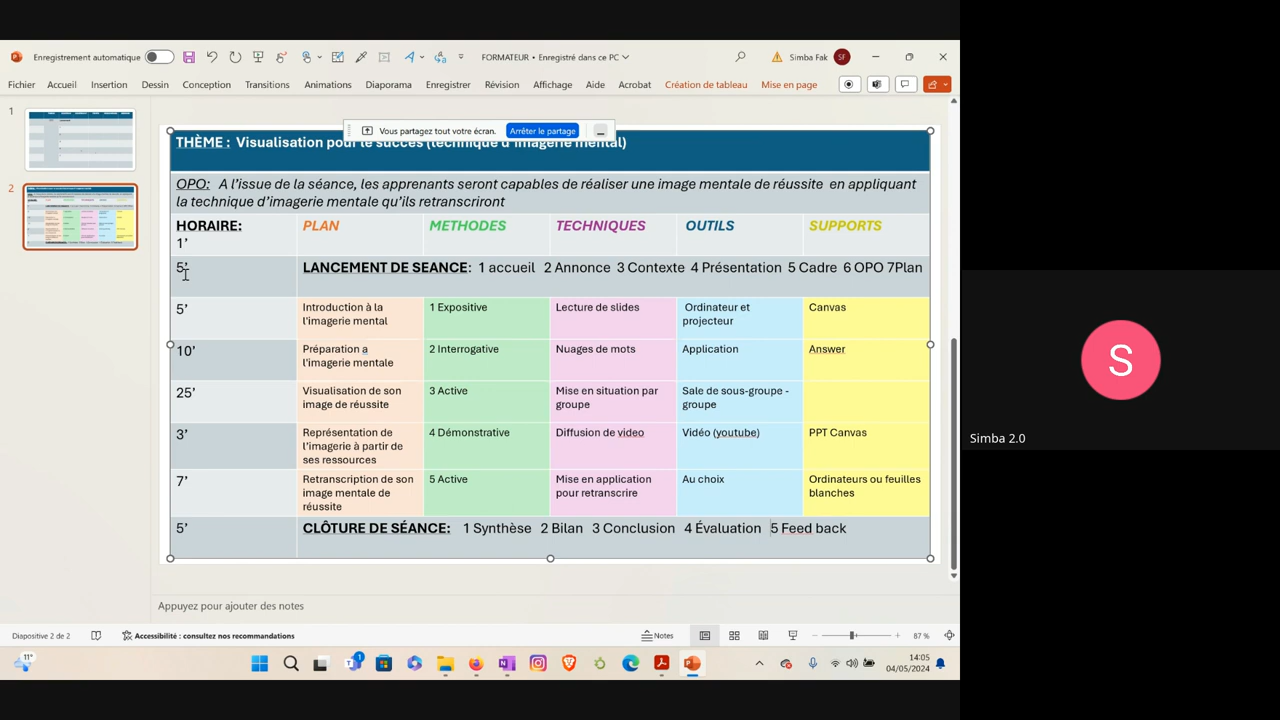 Enregistrement automatique
FORMATEUR • Enregistré dans ce PC
Simba Fak
SF
Fichier Accueil Insertion Dessin Conception Transitions Animations Diaporama Enregistrer Révision Affichage Aide Acrobat Création de tableau Mise en page
1
2
Vous partagez tout votre écran. Arrêter le partage
THÈME : Visualisation pour le succès (technique d'imagerie mental)
OPO: A l'issue de la séance, les apprenants seront capables de réaliser une image mentale de réussite en appliquant
la technique d'imagerie mentale qu'ils retranscriront
HORAIRE: PLAN METHODES TECHNIQUES OUTILS SUPPORTS
1'
5' LANCEMENT DE SEANCE: 1 accueil 2 Annonce 3 Contexte 4 Présentation 5 Cadre 6 OPO 7Plan
5' Introduction à la 1 Expositive Lecture de slides Ordinateur et Canvas
l'imagerie mental projecteur
10' Préparation a 2 Interrogative Nuages de mots Application Answer
l'imagerie mentale
25' Visualisation de son 3 Active Mise en situation par Sale de sous-groupe -
image de réussite groupe groupe
3' Représentation de 4 Démonstrative Diffusion de video Vidéo (youtube) PPT Canvas
l'imagerie à partir de
ses ressources
7' Retranscription de son 5 Active Mise en application Au choix Ordinateurs ou feuilles
image mentale de pour retranscrire blanches
réussite
5' CLÔTURE DE SÉANCE: 1 Synthèse 2 Bilan 3 Conclusion 4 Évaluation 5 Feed back
Appuyez pour ajouter des notes
Diapositive 2 de 2 Accessibilité : consultez nos recommandations Notes 87 %
11° 1 14:05
04/05/2024
S
Simba 2.0